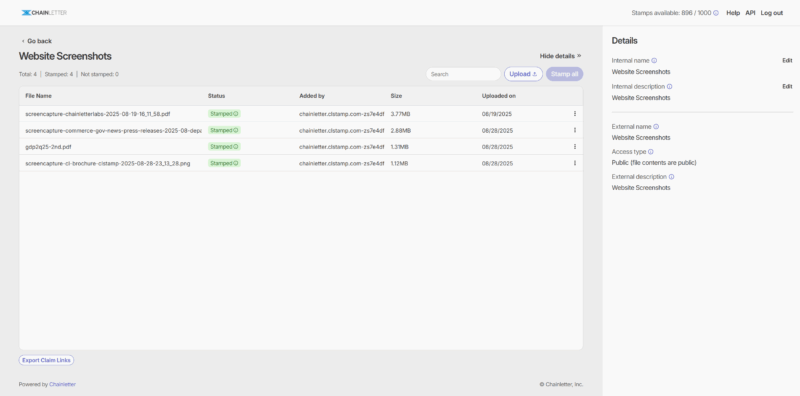 CHAINLETTER
Stamps available: 896 / 1000 Help API Log out
Go back
Website Screenshots
Hide details
Total: 4 | Stamped: 4 | Not stamped: 0
Search Upload Stamp all
File Name Status Added by Size Uploaded on
screencapture-chainletterlabs-2025-08-19-16_11_58.pdf Stamped chainletter.clstamp.com-zs7e4df 3.77MB 08/19/2025
screencapture-commerce-gov-news-press-releases-2025-08-depa Stamped chainletter.clstamp.com-zs7e4df 2.69MB 08/28/2025
gdp2q25-2nd.pdf Stamped chainletter.clstamp.com-zs7e4df 1.31MB 08/28/2025
screencapture-cl-brochure-clstamp-2025-08-28-23_13_28.png Stamped chainletter.clstamp.com-zs7e4df 1.12MB 08/28/2025
Export Claim Links
Powered by Chainletter
© Chainletter, Inc.
Details
Internal name Edit
Website Screenshots
Internal description Edit
Website Screenshots
External name
Website Screenshots
Access type
Public (file contents are public)
External description
Website Screenshots